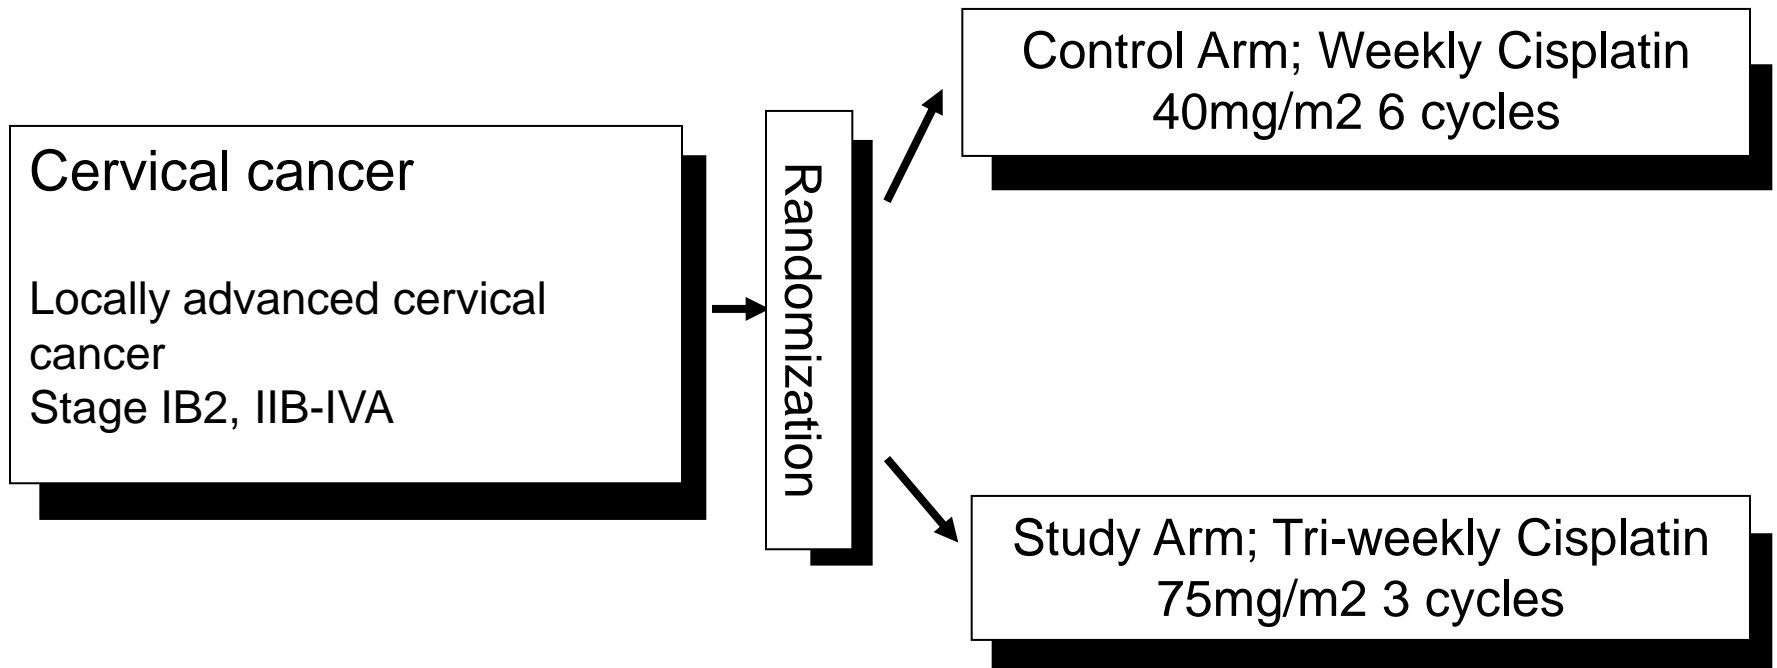 Cervical cancer
Locally advanced cervical
cancer
Stage IB2, IIB-IVA
Randomization
Control Arm; Weekly Cisplatin
40mg/m2 6 cycles
Study Arm; Tri-weekly Cisplatin
75mg/m2 3 cycles